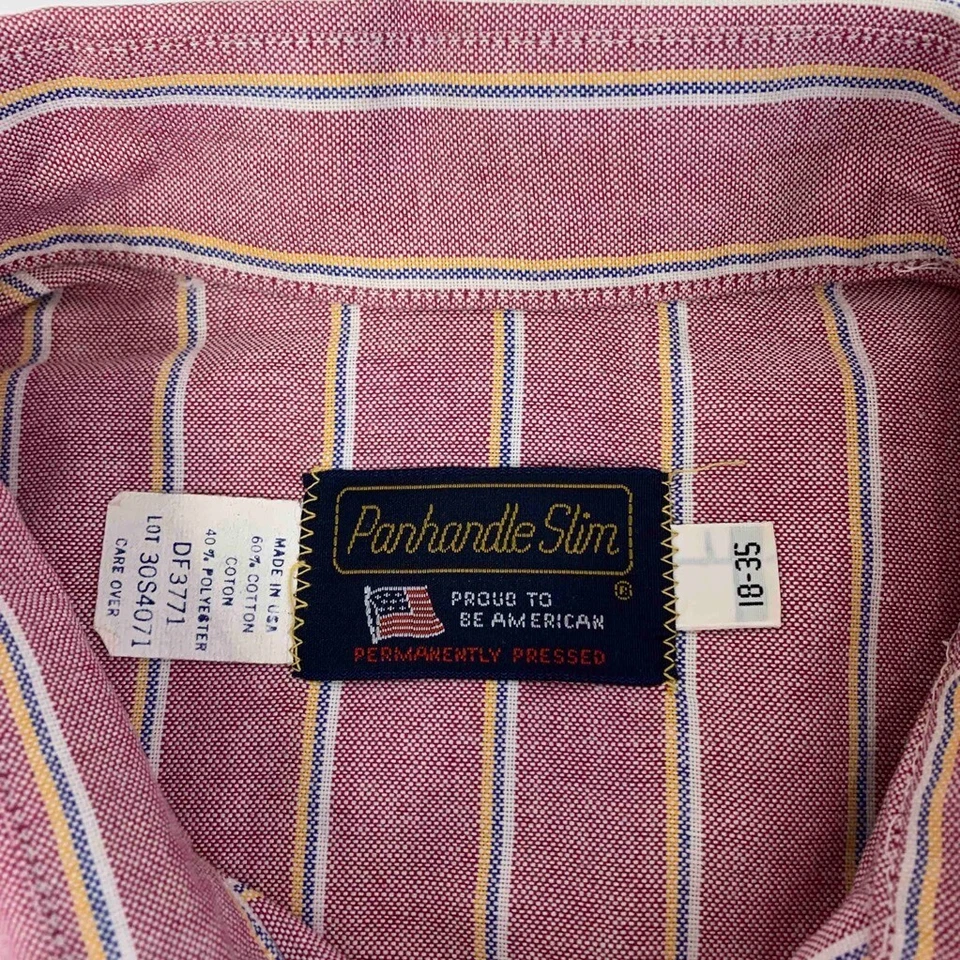 MADE IN USA
60% COTTON
COTTON
40% POLYESTER
DF3771
LOT 30S4071
CARE OVER
Panhandle Slim
®
PROUD TO
BE AMERICAN
PERMANENTLY PRESSED
18-35